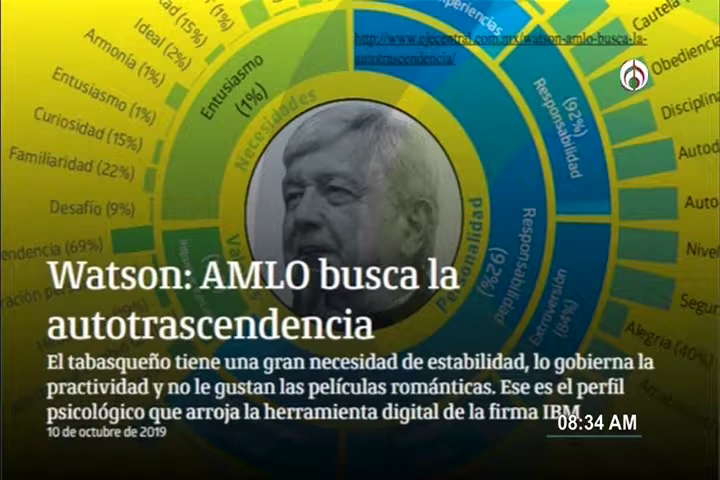 Experiencias
http://www.ejecentral.com.mx/watson-amlo-busca-la-
autotrascendencia/
Cautela
Obediencia
Disciplina
(15%)
Ideal (2%)
Armonía (1%)
Entusiasmo (1%)
Curiosidad (15%)
Familiaridad (22%)
Desafío (9%)
(69%)
Entusiasmo
(1%)
Necesidades
Personalidad
(92%)
Responsabilidad
(92%)
Responsabilidad
Extroversión
(84%)
Alegría (40%)
Watson: AMLO busca la
autotrascendencia
El tabasqueño tiene una gran necesidad de estabilidad, lo gobierna la
practividad y no le gustan las películas románticas. Ese es el perfil
psicológico que arroja la herramienta digital de la firma IBM
10 de octubre de 2019
08:34 AM